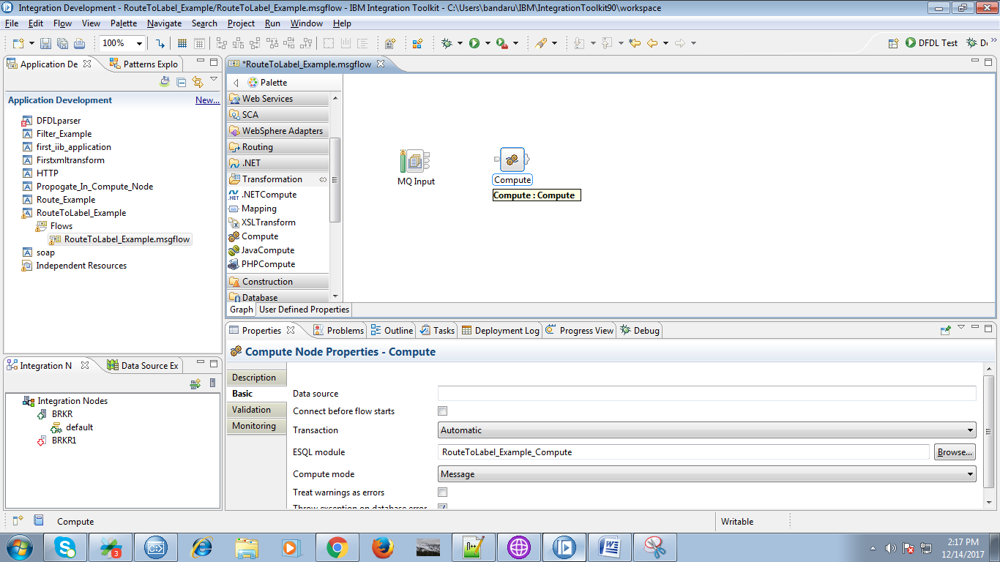 Integration Development - RouteToLabel_Example/RouteToLabel_Example.msgflow - IBM Integration Toolkit - C:\Users\bandaru\IBM\IntegrationToolkit90\workspace
File Edit Flow View Palette Navigate Search Project Run Window Help
100%
DFDL Test
D
Application De
Patterns Explo
Application Development
New...
DFDLparser
Filter_Example
first_iib_application
Firstxmltransform
HTTP
Propogate_In_Compute_Node
Route_Example
RouteToLabel_Example
Flows
RouteToLabel_Example.msgflow
soap
Independent Resources
*RouteToLabel_Example.msgflow
Palette
Web Services
SCA
WebSphere Adapters
Routing
.NET
Transformation
.NETCompute
Mapping
XSLTransform
Compute
JavaCompute
PHPCompute
Construction
Database
MQ Input
Compute
Compute : Compute
Graph User Defined Properties
Integration N
Data Source Ex
Integration Nodes
BRKR
default
BRKR1
Properties Problems Outline Tasks Deployment Log Progress View Debug
Compute Node Properties - Compute
Description
Basic
Validation
Monitoring
Data source
Connect before flow starts
Transaction Automatic
ESQL module RouteToLabel_Example_Compute Browse...
Compute mode Message
Treat warnings as errors
Throw exception on database error
Compute
Writable
3
2:17 PM
12/14/2017